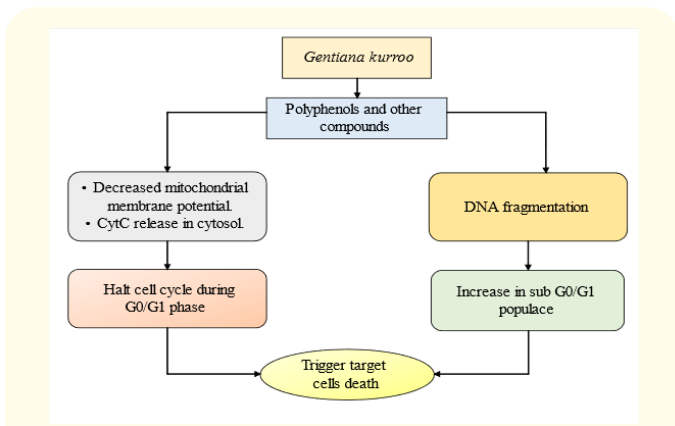 Gentiana kurroo
Polyphenols and other
compounds
• Decreased mitochondrial
membrane potential.
• CytC release in cytosol.
DNA fragmentation
Halt cell cycle during
G0/G1 phase
Increase in sub G0/G1
populace
Trigger target
cells death